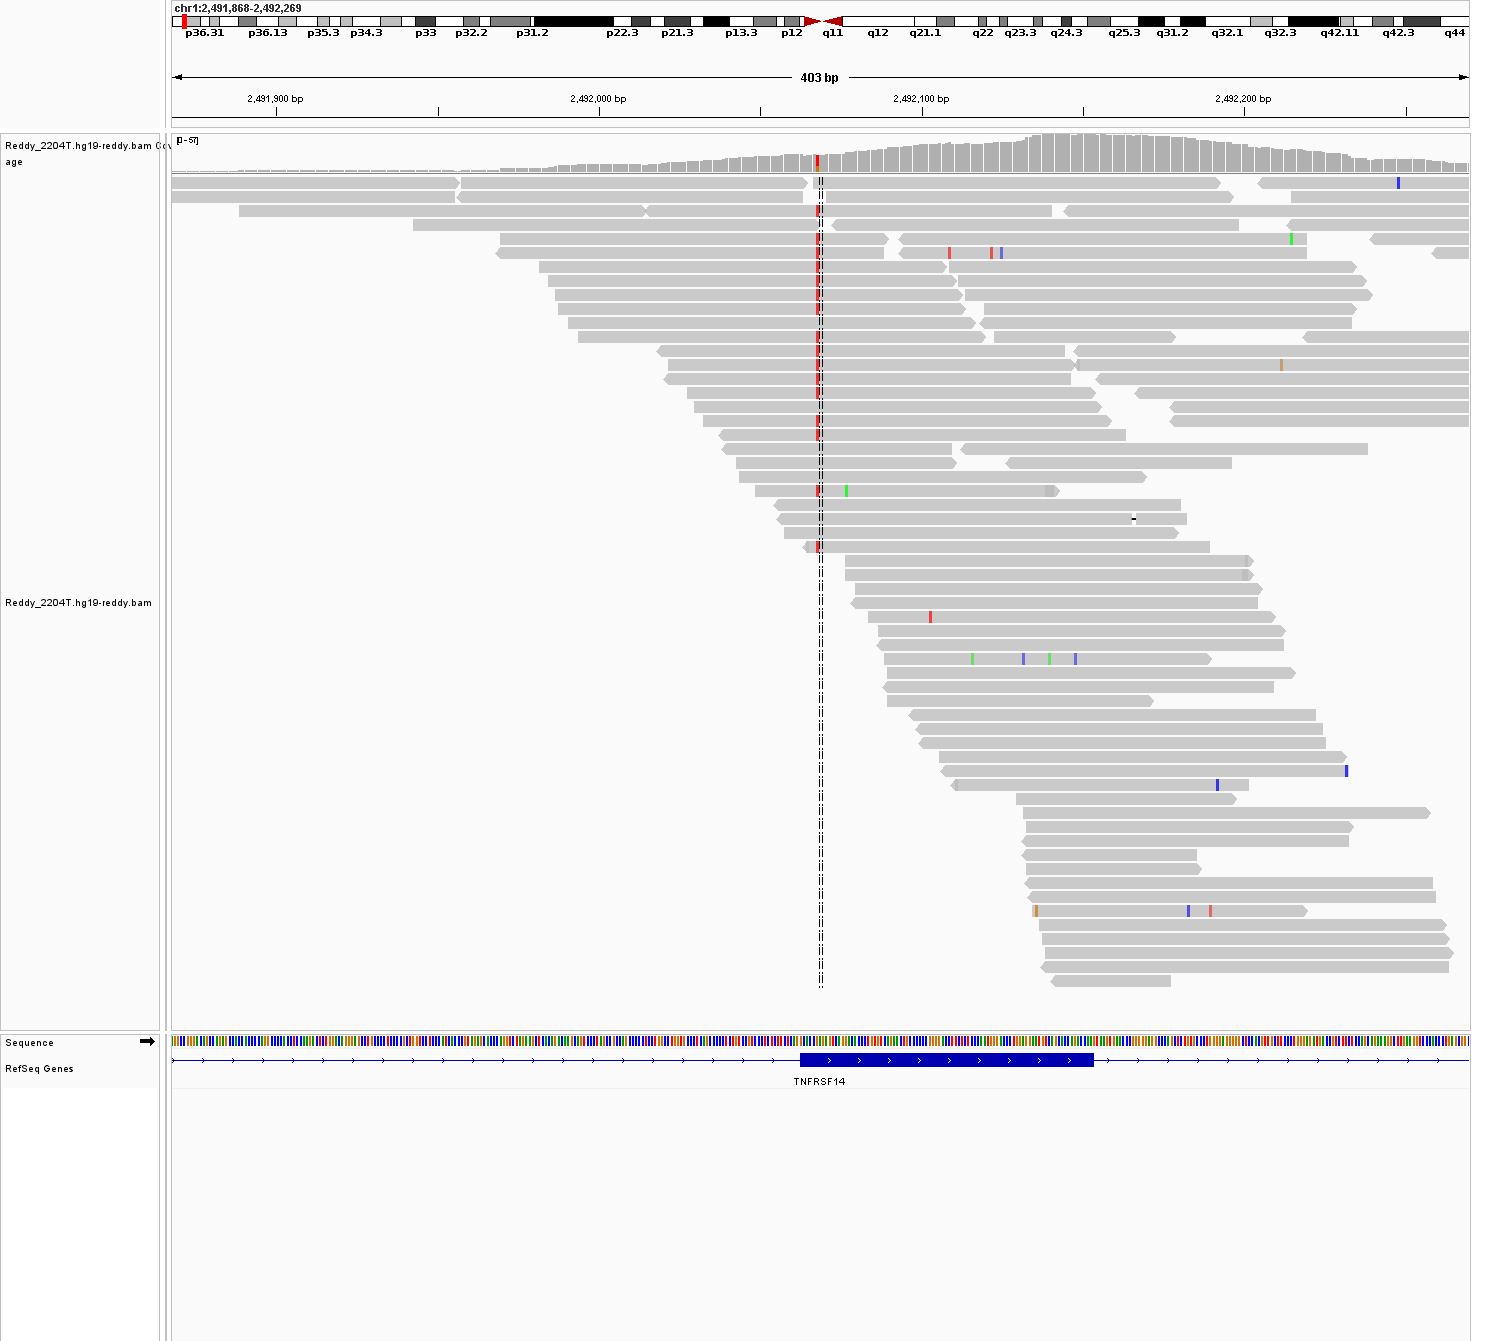 chr1:2,491,868-2,492,269
p36.31 p36.13 p35.3 p34.3 p33 p32.2 p31.2 p22.3 p21.3 p13.3 p12 q11 q12 q21.1 q22 q23.3 q24.3 q25.3 q31.2 q32.1 q32.3 q42.11 q42.3 q44
403 bp
2,491,900 bp 2,492,000 bp 2,492,100 bp 2,492,200 bp
[0 - 57]
Reddy_2204T.hg19-reddy.bam Cov
age
Reddy_2204T.hg19-reddy.bam
Sequence
RefSeq Genes
TNFRSF14